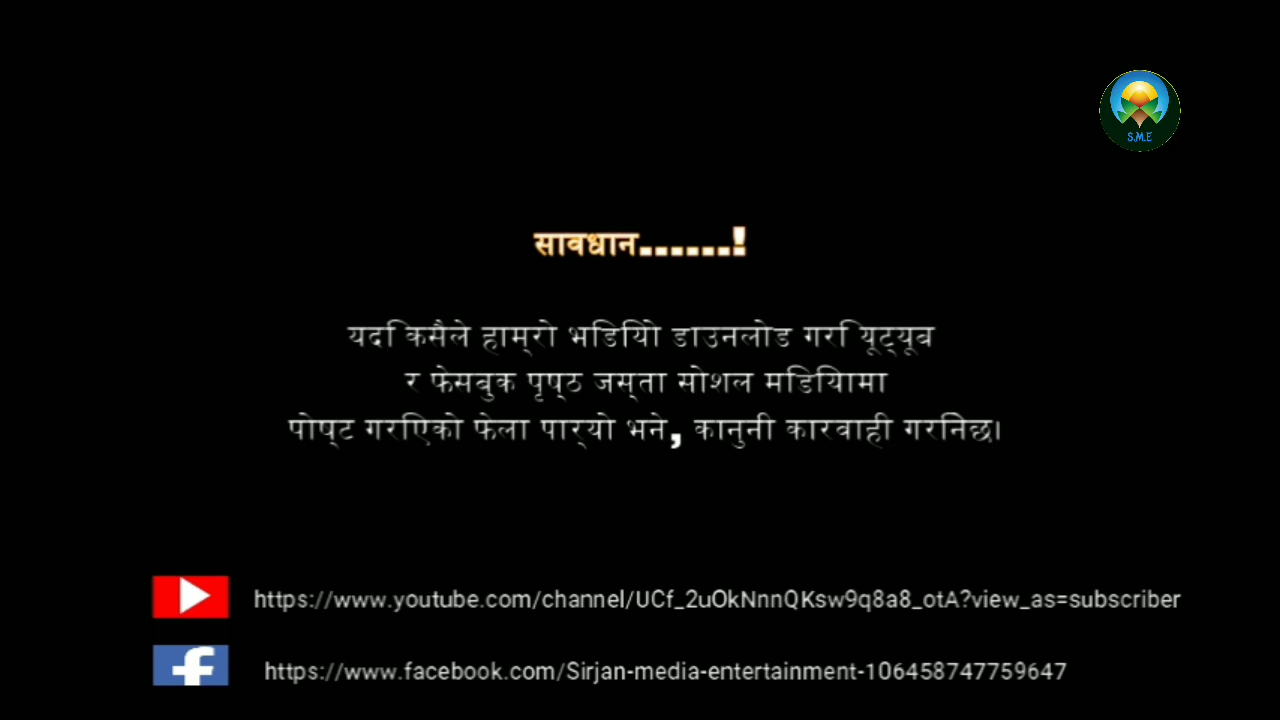 S.M.E
सावधान......!
यदि कसैले हाम्रो भिडियो डाउनलोड गरि यूट्यूब
र फेसबुक पृष्ठ जस्ता सोशल मिडियामा
पोष्ट गरिएको फेला पार्‍यो भने, कानुनी कारवाही गरिनेछ।
https://www.youtube.com/channel/UCf_2uOkNnnQKsw9q8a8_otA?view_as=subscriber
https://www.facebook.com/Sirjan-media-entertainment-106458747759647